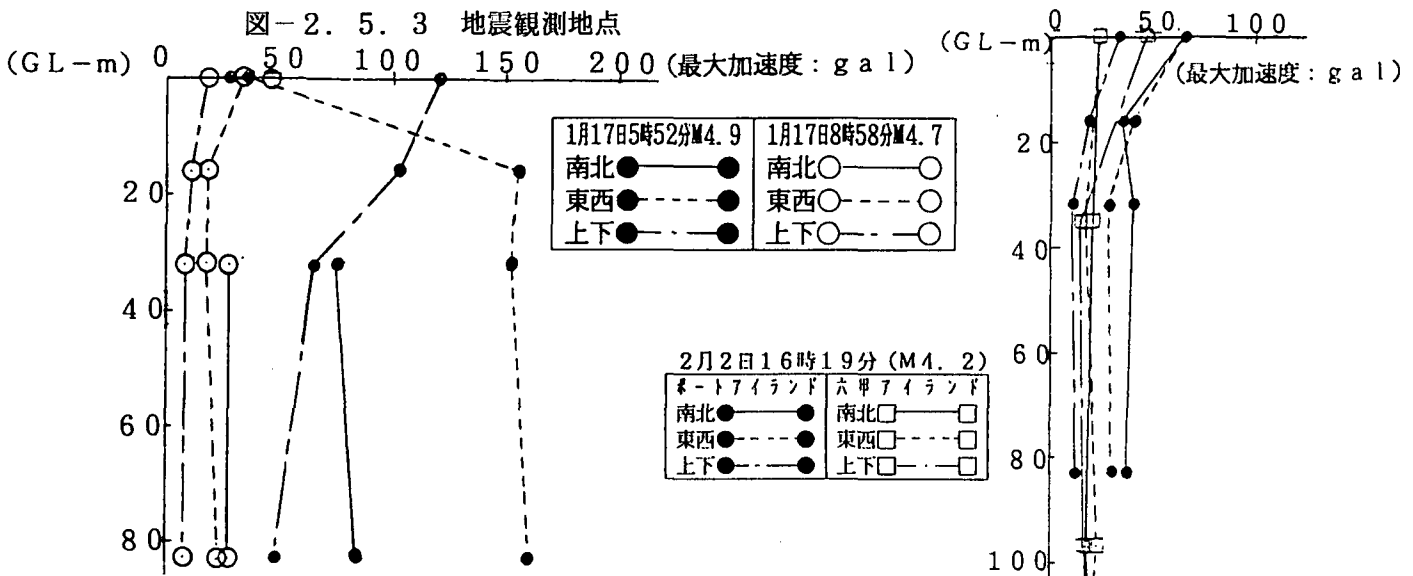 図-2.5.3 地震観測地点
(GL-m) 0 50 100 150 200 (最大加速度:gal)
20
40
60
80
1月17日5時52分M4.9
南北
東西
上下
1月17日8時58分M4.7
南北
東西
上下
2月2日16時19分(M4.2)
ポートアイランド
南北
東西
上下
六甲アイランド
南北
東西
上下
0 50 100
(GL-m)
(最大加速度:gal)
20
40
60
80
100